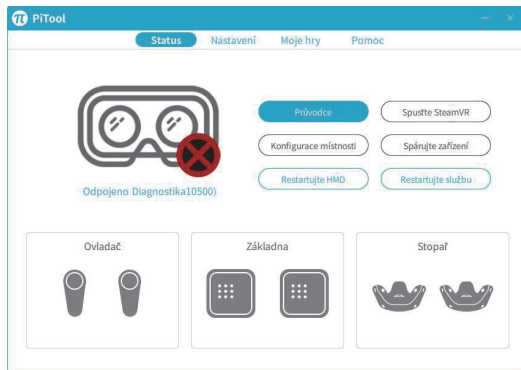 PiTool
Status Nastavení Moje hry Pomoc
Průvodce Spusťte SteamVR
Konfigurace místnosti Spárujte zařízení
Restartujte HMD Restartujte službu
Odpojeno Diagnostika10500)
Ovladač Základna Stopař